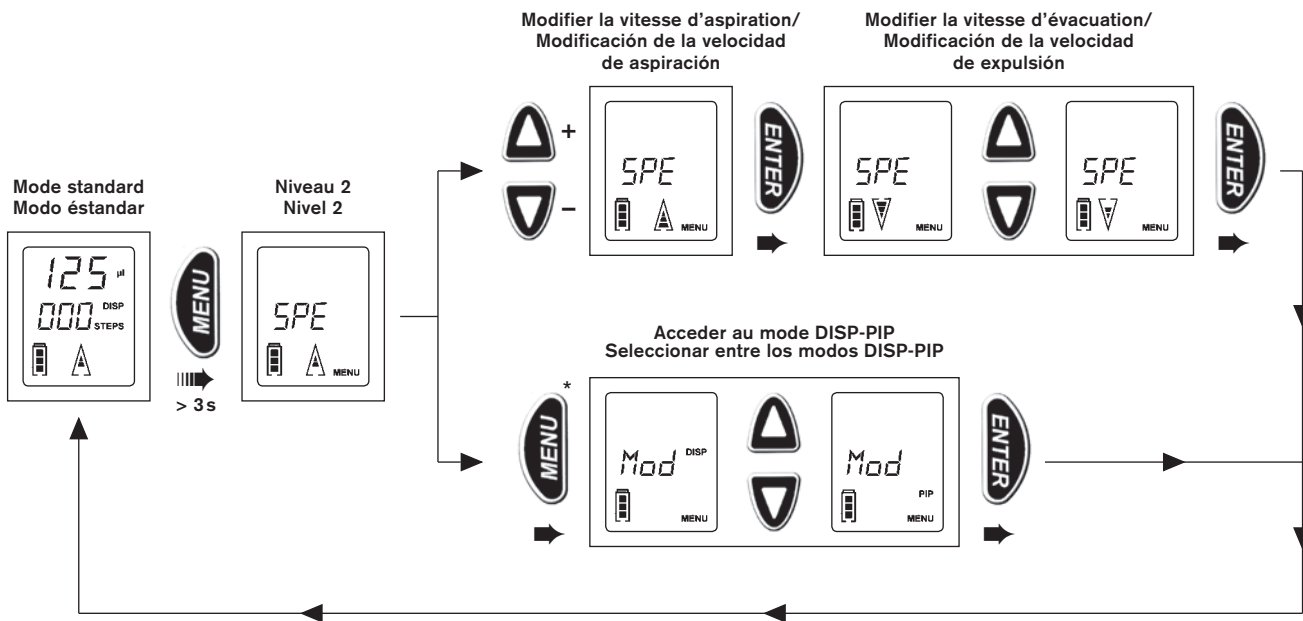 Modifier la vitesse d'aspiration/
Modificación de la velocidad
de aspiración
Modifier la vitesse d'évacuation/
Modificación de la velocidad
de expulsión
+
–
SPE
MENU
ENTER
SPE
MENU
SPE
MENU
ENTER
Mode standard
Modo éstandar
125 µl
000 DISP
STEPS
MENU
> 3 s
Niveau 2
Nivel 2
SPE
MENU
Acceder au mode DISP-PIP
Seleccionar entre los modos DISP-PIP
MENU *
Mod DISP
MENU
Mod
PIP
MENU
ENTER